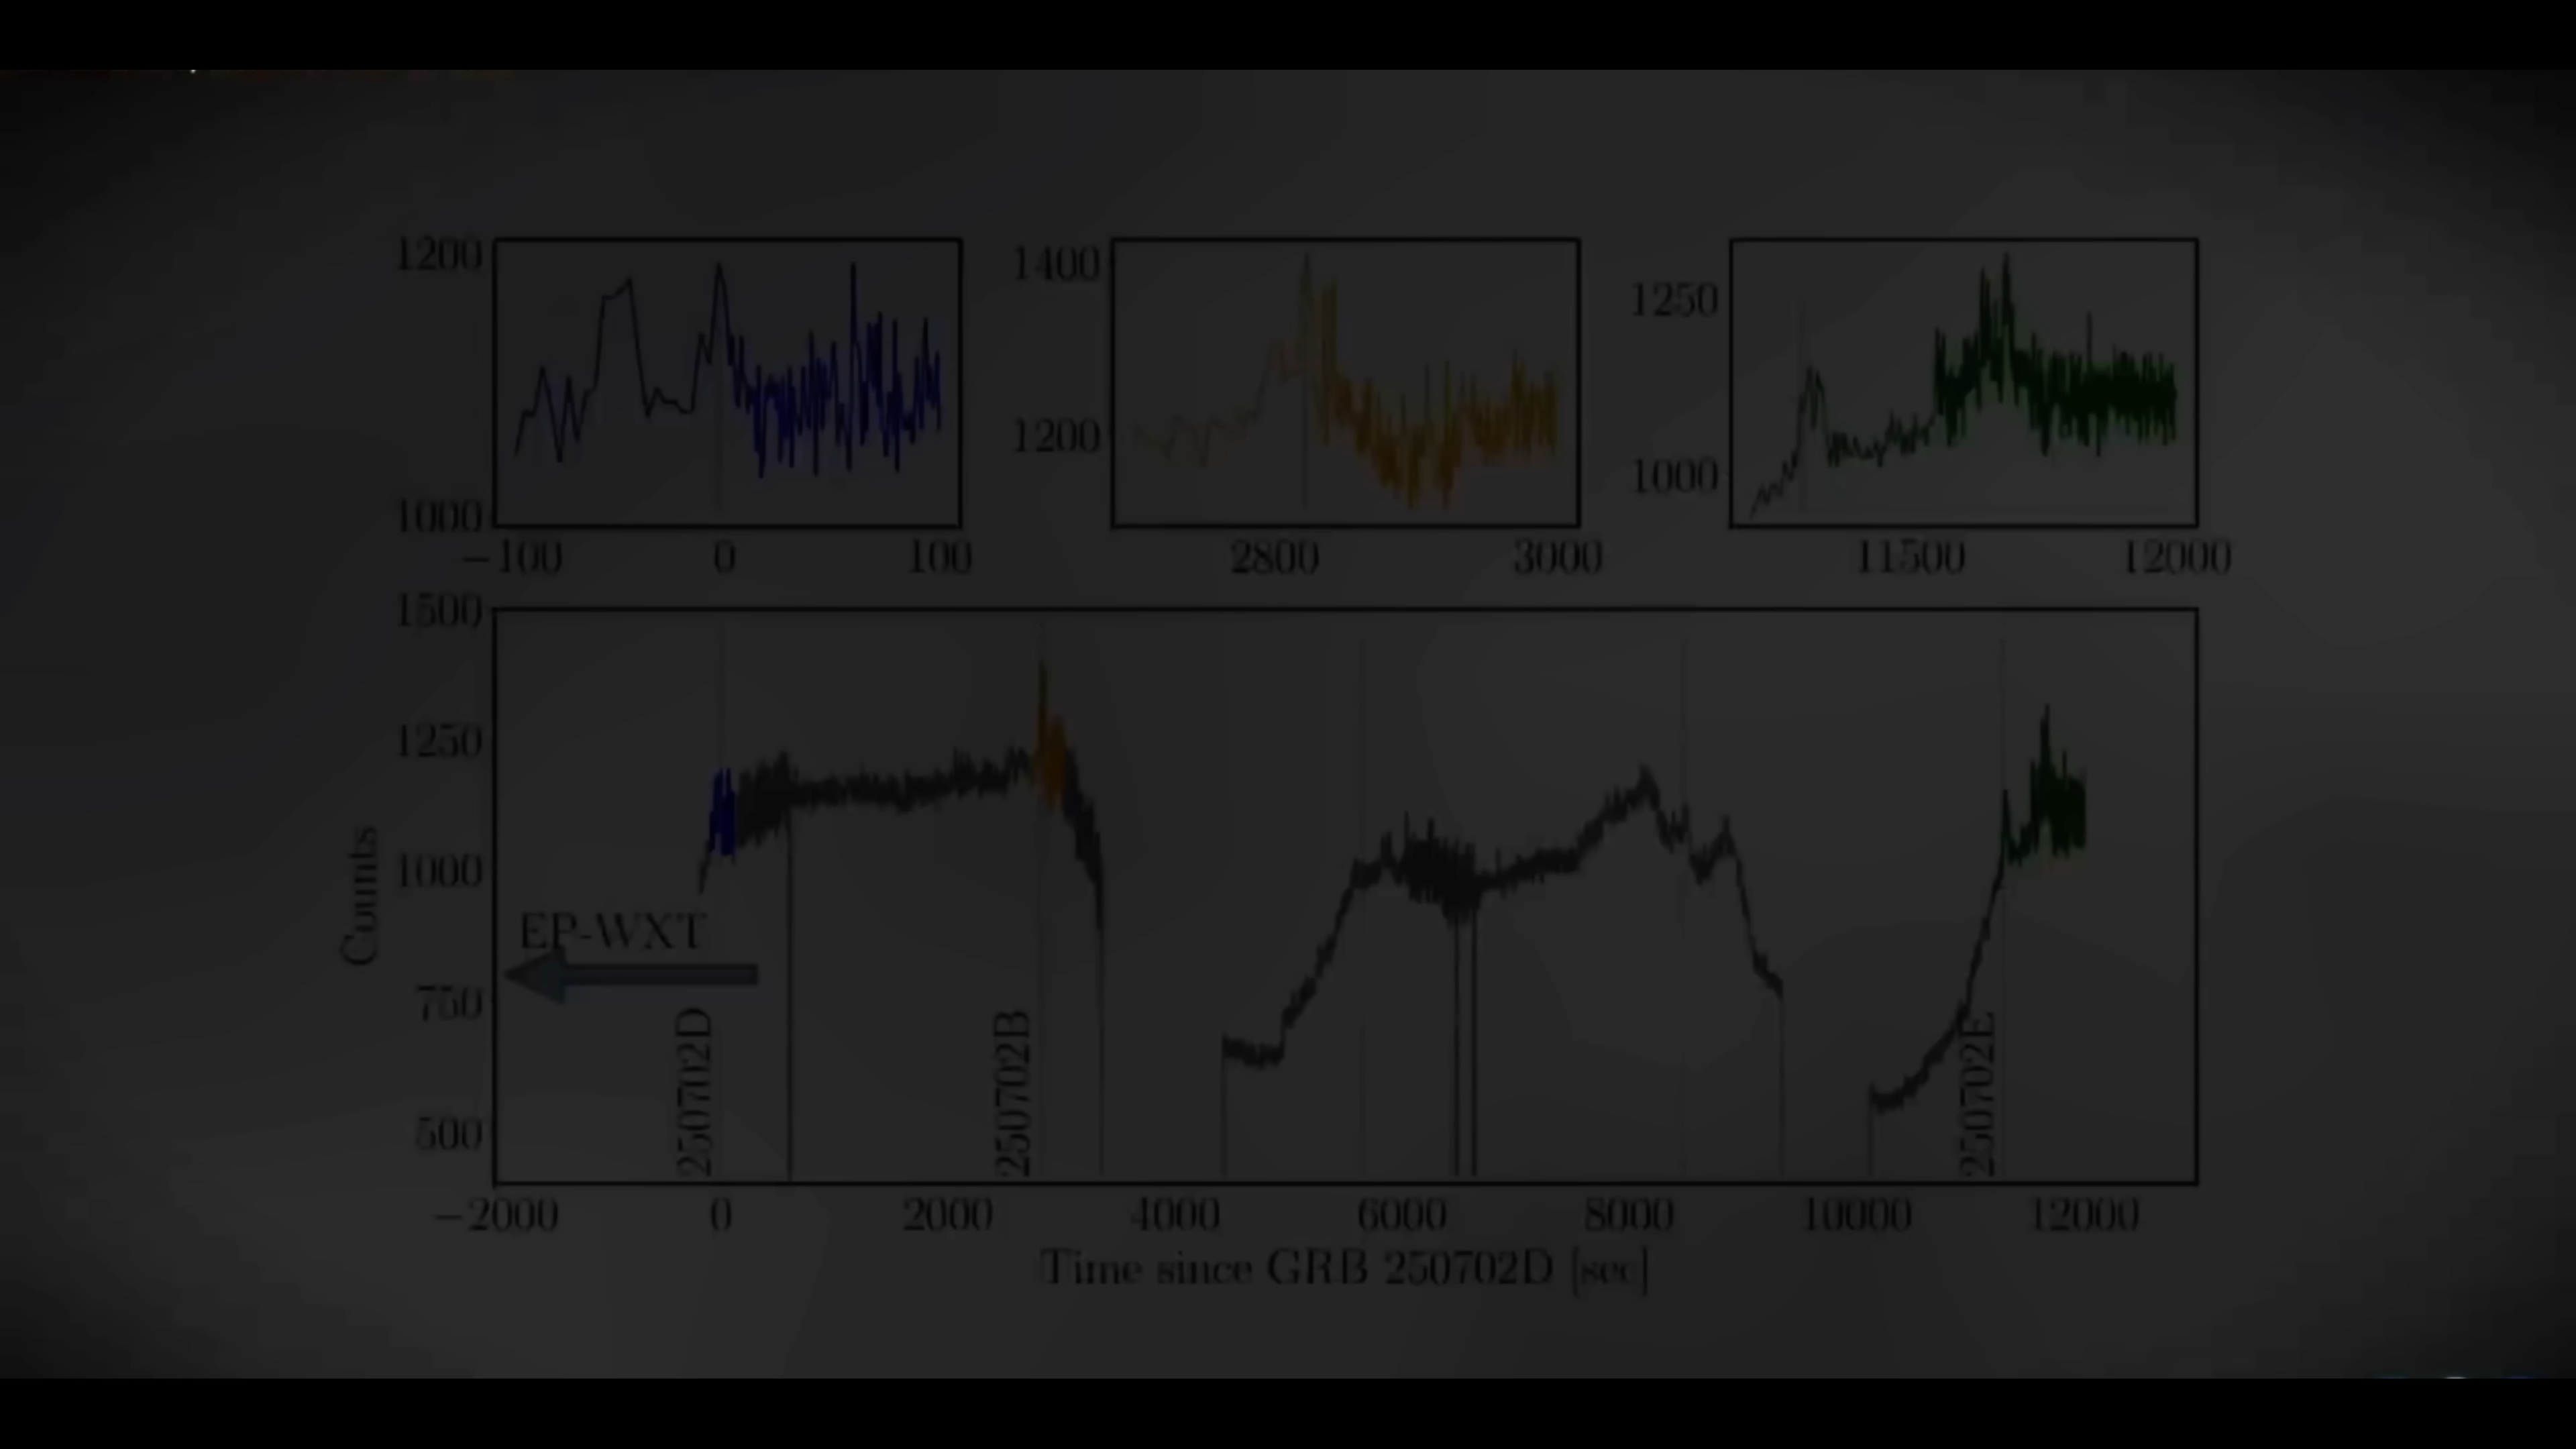 1200
1000
−100 0 100
1400
1200
2800 3000
1250
1000
11500 12000
1500
1250
1000
750
500
Counts
EP-WXT
250702D
250702B
250702E
−2000 0 2000 4000 6000 8000 10000 12000
Time since GRB 250702D [sec]